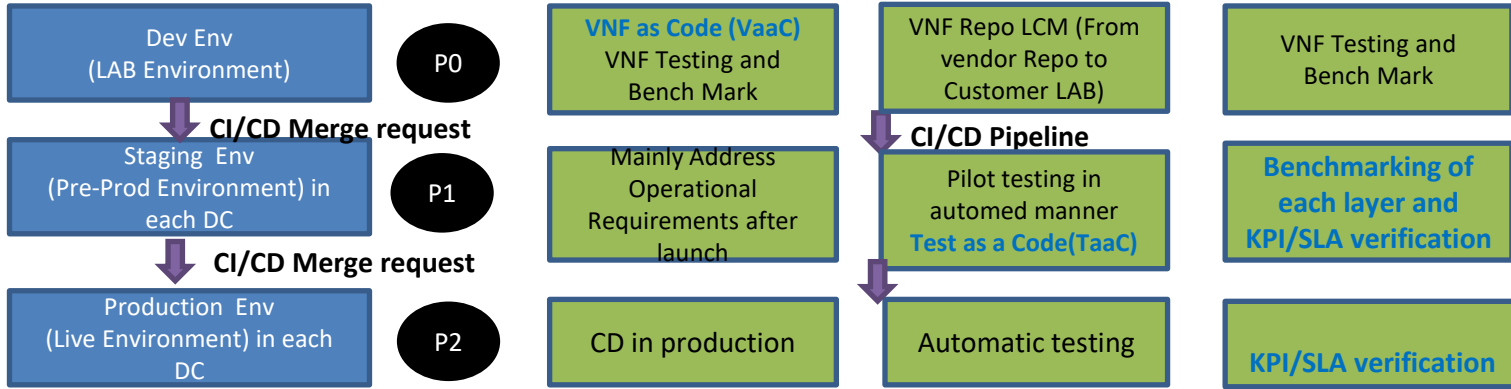 Dev Env
(LAB Environment)
P0
VNF as Code (VaaC)
VNF Testing and
Bench Mark
VNF Repo LCM (From
vendor Repo to
Customer LAB)
VNF Testing and
Bench Mark
CI/CD Merge request
CI/CD Pipeline
Staging Env
(Pre-Prod Environment) in
each DC
P1
Mainly Address
Operational
Requirements after
launch
Pilot testing in
automed manner
Test as a Code(TaaC)
Benchmarking of
each layer and
KPI/SLA verification
CI/CD Merge request
Production Env
(Live Environment) in each
DC
P2
CD in production
Automatic testing
KPI/SLA verification